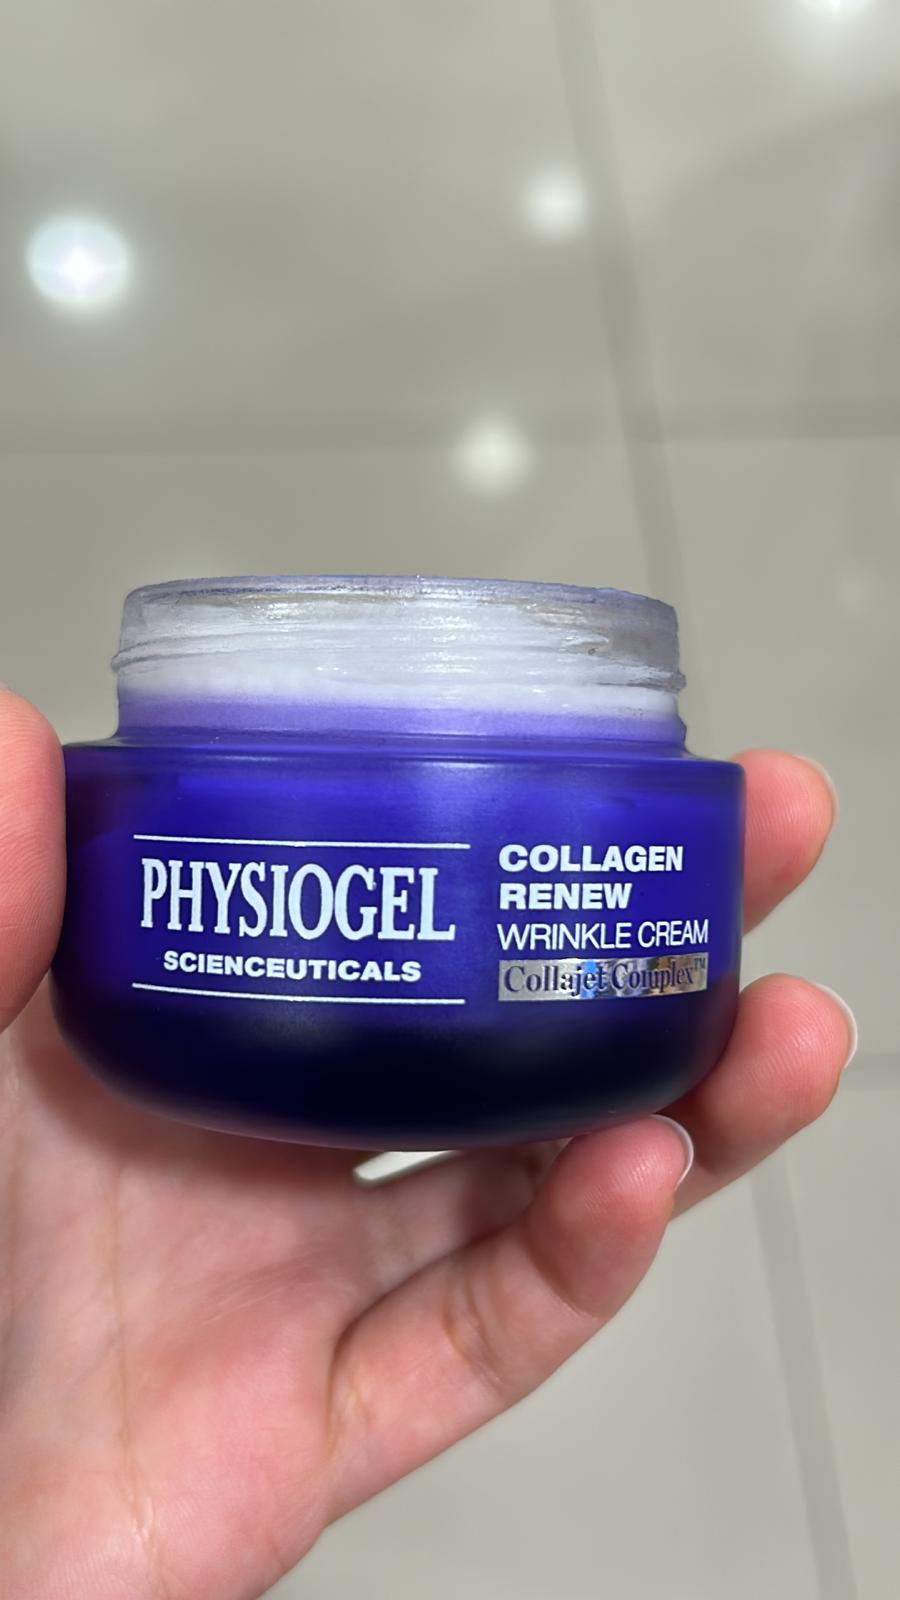 PHYSIOGEL
SCIENCEUTICALS
COLLAGEN
RENEW
WRINKLE CREAM
Collajet Complex™